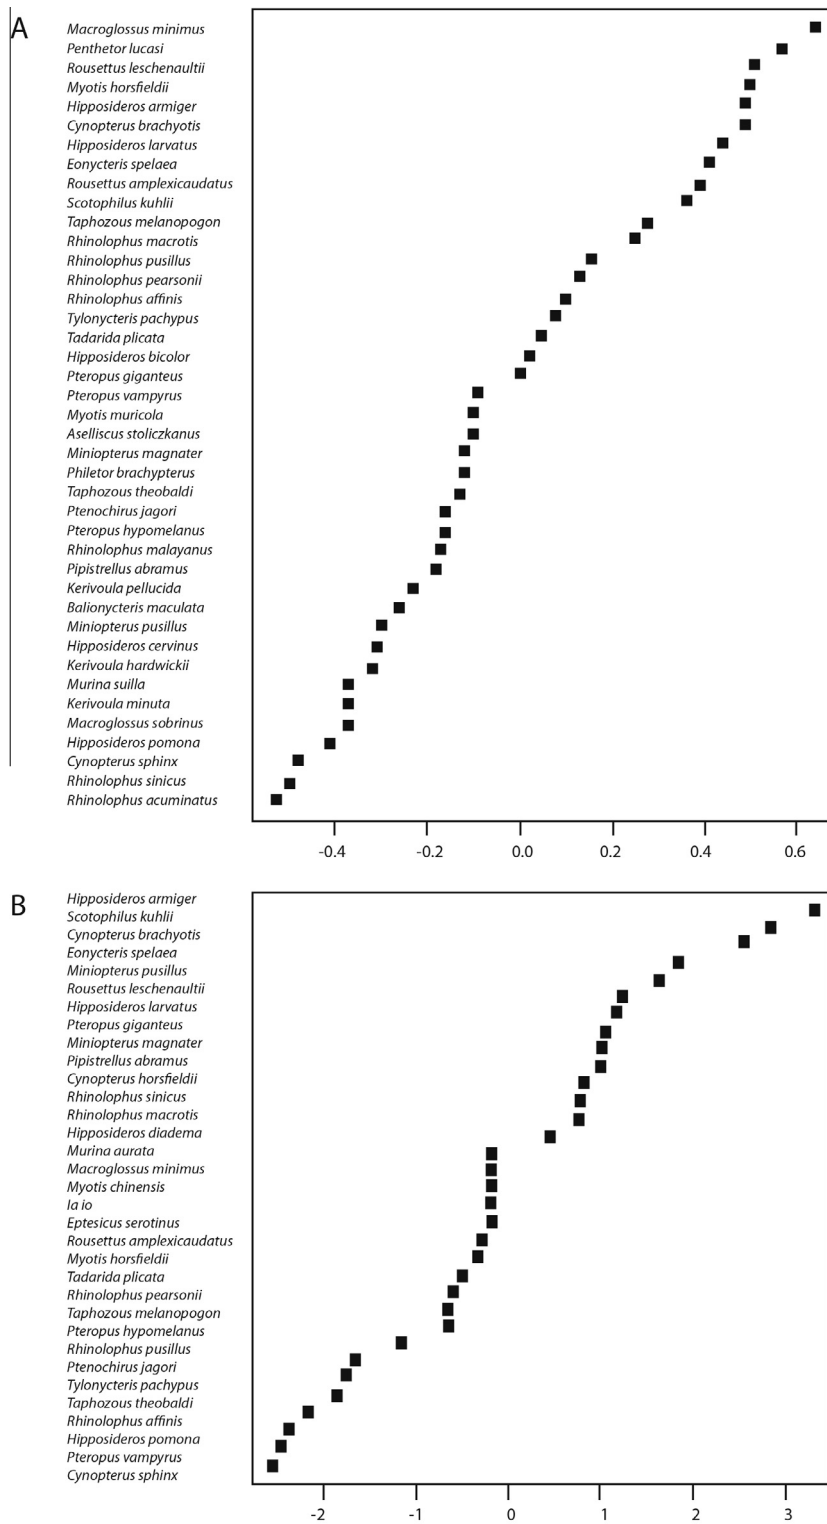 A
Macroglossus minimus
Penthetor lucasi
Rousettus leschenaultii
Myotis horsfieldii
Hipposideros armiger
Cynopterus brachyotis
Hipposideros larvatus
Eonycteris spelaea
Rousettus amplexicaudatus
Scotophilus kuhlii
Taphozous melanopogon
Rhinolophus macrotis
Rhinolophus pusillus
Rhinolophus pearsonii
Rhinolophus affinis
Tylonycteris pachypus
Tadarida plicata
Hipposideros bicolor
Pteropus giganteus
Pteropus vampyrus
Myotis muricola
Aselliscus stoliczkanus
Miniopterus magnater
Philetor brachypterus
Taphozous theobaldi
Ptenochirus jagori
Pteropus hypomelanus
Rhinolophus malayanus
Pipistrellus abramus
Kerivoula pellucida
Balionycteris maculata
Miniopterus pusillus
Hipposideros cervinus
Kerivoula hardwickii
Murina suilla
Kerivoula minuta
Macroglossus sobrinus
Hipposideros pomona
Cynopterus sphinx
Rhinolophus sinicus
Rhinolophus acuminatus
-0.4 -0.2 0.0 0.2 0.4 0.6
B
Hipposideros armiger
Scotophilus kuhlii
Cynopterus brachyotis
Eonycteris spelaea
Miniopterus pusillus
Rousettus leschenaultii
Hipposideros larvatus
Pteropus giganteus
Miniopterus magnater
Pipistrellus abramus
Cynopterus horsfieldii
Rhinolophus sinicus
Rhinolophus macrotis
Hipposideros diadema
Murina aurata
Macroglossus minimus
Myotis chinensis
Ia io
Eptesicus serotinus
Rousettus amplexicaudatus
Myotis horsfieldii
Tadarida plicata
Rhinolophus pearsonii
Taphozous melanopogon
Pteropus hypomelanus
Rhinolophus pusillus
Ptenochirus jagori
Tylonycteris pachypus
Taphozous theobaldi
Rhinolophus affinis
Hipposideros pomona
Pteropus vampyrus
Cynopterus sphinx
-2 -1 0 1 2 3